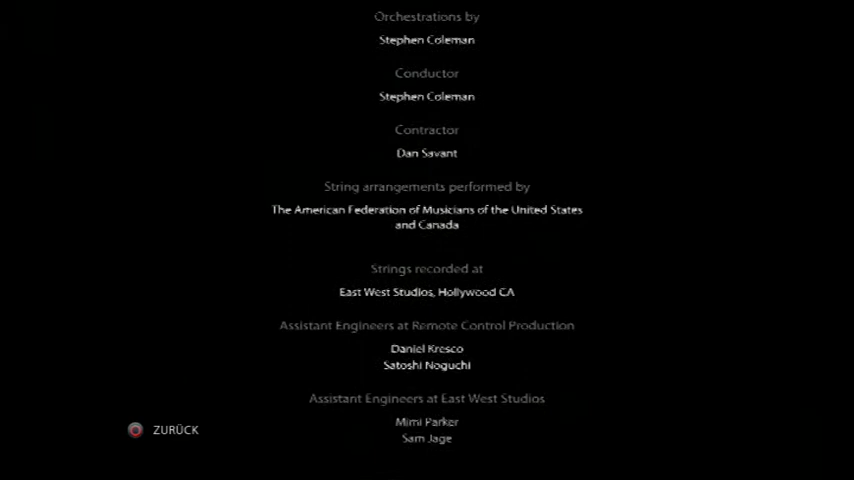 Orchestrations by
Stephen Coleman
Conductor
Stephen Coleman
Contractor
Dan Savant
String arrangements performed by
The American Federation of Musicians of the United States
and Canada
Strings recorded at
East West Studios, Hollywood CA
Assistant Engineers at Remote Control Production
Daniel Kresco
Satoshi Noguchi
Assistant Engineers at East West Studios
Mimi Parker
Sam Jage
ZURÜCK